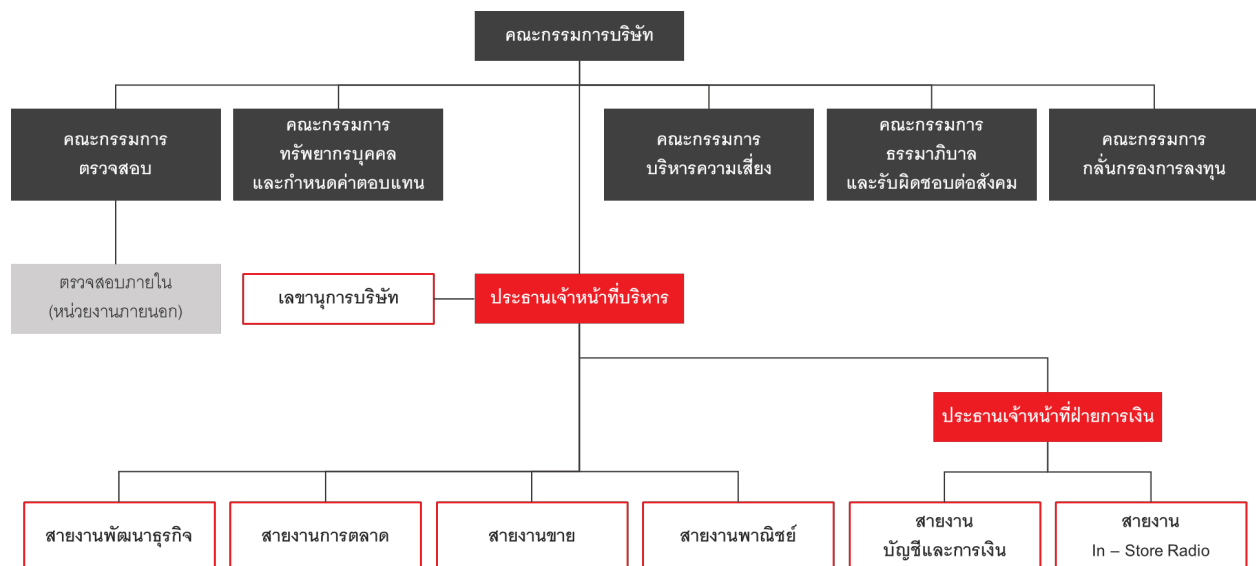 คณะกรรมการบริษัท
คณะกรรมการ
ตรวจสอบ
คณะกรรมการ
ทรัพยากรบุคคล
และกำหนดค่าตอบแทน
คณะกรรมการ
บริหารความเสี่ยง
คณะกรรมการ
ธรรมาภิบาล
และรับผิดชอบต่อสังคม
คณะกรรมการ
กลั่นกรองการลงทุน
ตรวจสอบภายใน
(หน่วยงานภายนอก)
เลขานุการบริษัท
ประธานเจ้าหน้าที่บริหาร
ประธานเจ้าหน้าที่ฝ่ายการเงิน
สายงานพัฒนาธุรกิจ
สายงานการตลาด
สายงานขาย
สายงานพาณิชย์
สายงาน
บัญชีและการเงิน
สายงาน
In – Store Radio